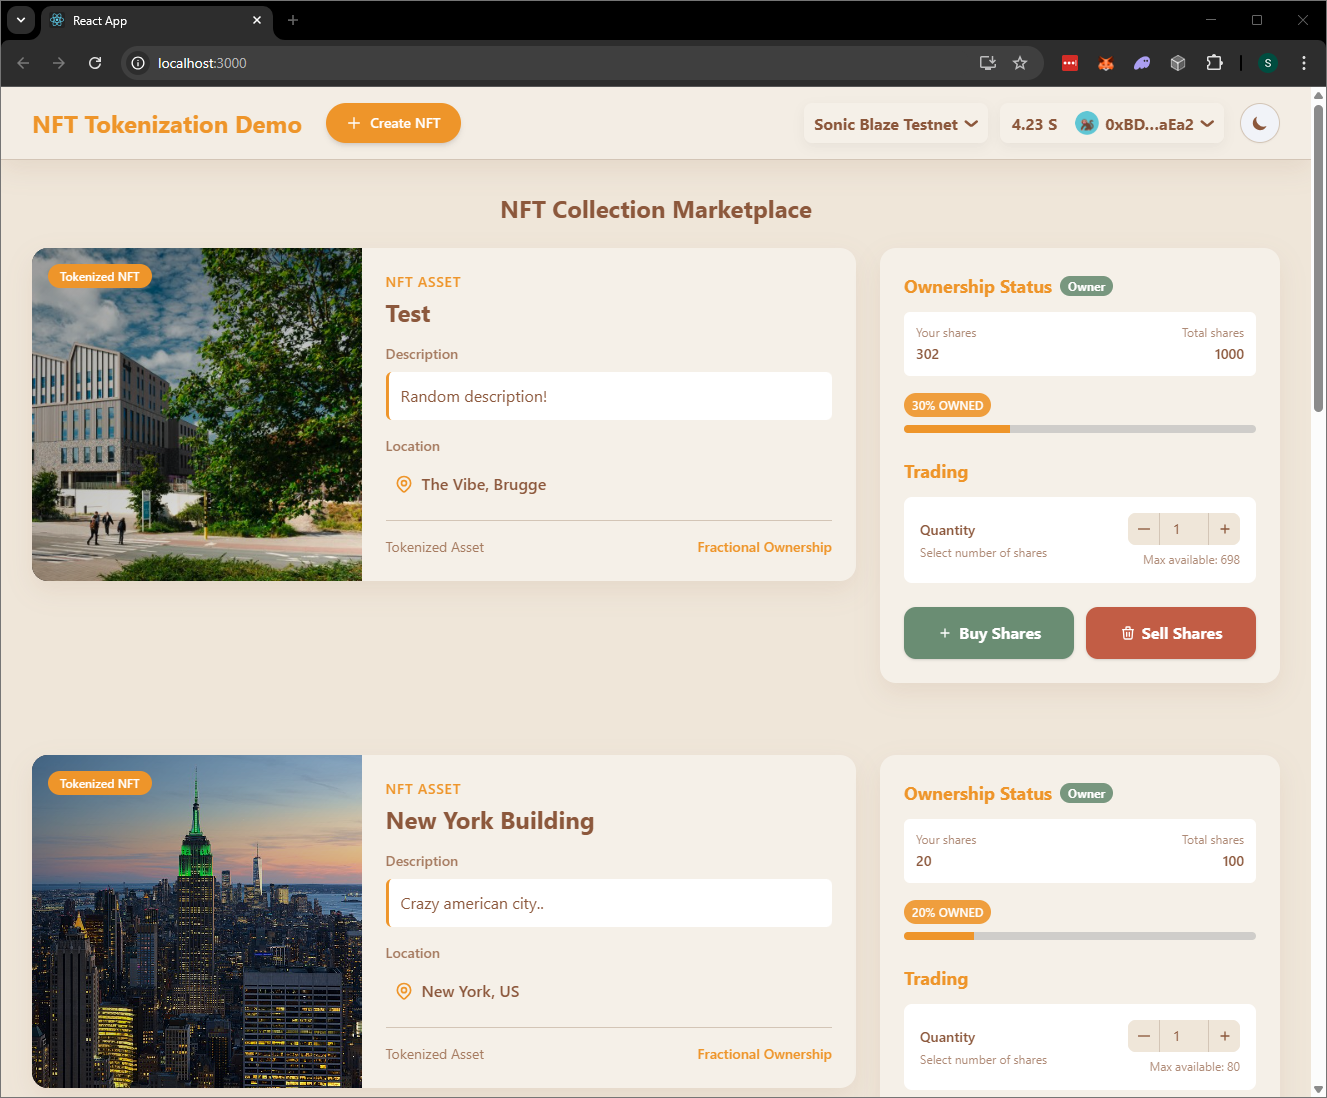 React App
localhost:3000
S
NFT Tokenization Demo
Create NFT
Sonic Blaze Testnet
4.23 S
0xBD...aEa2
NFT Collection Marketplace
Tokenized NFT
NFT ASSET
Test
Description
Random description!
Location
The Vibe, Brugge
Tokenized Asset
Fractional Ownership
Ownership Status
Owner
Your shares
Total shares
302
1000
30% OWNED
Trading
Quantity
Select number of shares
1
Max available: 698
Buy Shares
Sell Shares
Tokenized NFT
NFT ASSET
New York Building
Description
Crazy american city..
Location
New York, US
Tokenized Asset
Fractional Ownership
Ownership Status
Owner
Your shares
Total shares
20
100
20% OWNED
Trading
Quantity
Select number of shares
1
Max available: 80